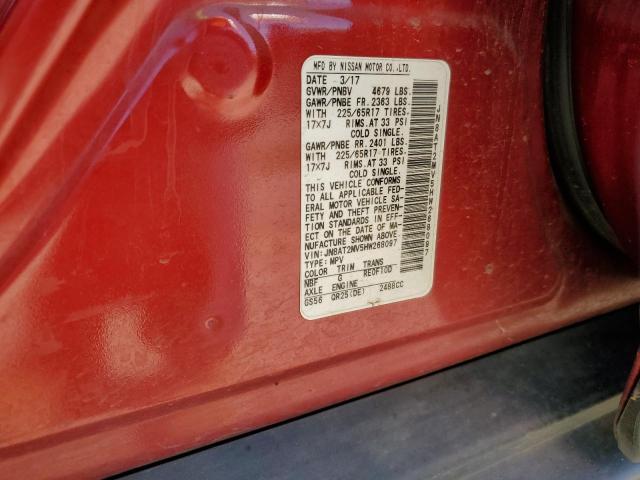 MFD BY NISSAN MOTOR CO.,LTD.
DATE 3/17
GVWR/PNBV 4679 LBS.
GAWR/PNBE FR. 2363 LBS.
WITH 225/65R17 TIRES.
17x7J RIMS.AT 33 PSI
COLD SINGLE.
GAWR/PNBE RR. 2401 LBS.
WITH 225/65R17 TIRES.
17x7J RIMS.AT 33 PSI
COLD SINGLE.
THIS VEHICLE CONFORMS
TO ALL APPLICABLE FED-
ERAL MOTOR VEHICLE SA-
FETY AND THEFT PREVEN-
TION STANDARDS IN EFF-
ECT ON THE DATE OF MA-
NUFACTURE SHOWN ABOVE
VIN:JN8AT2MV5HW268097
TYPE: MPV
COLOR TRIM TRANS
NBF G RE0F10D
AXLE ENGINE
GS56 QR25(DE) 2488CC
JN8AT2MV5HW268097